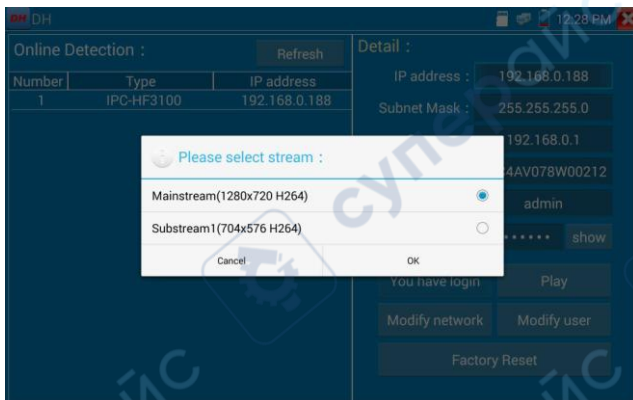 DH DH 12:28 PM
Online Detection :
Refresh
Number Type IP address
1 IPC-HF3100 192.168.0.188
Detail :
IP address : 192.168.0.188
Subnet Mask : 255.255.255.0
192.168.0.1
4AV078W00212
admin
show
You have login
Play
Modify network
Modify user
Factory Reset
Please select stream :
Mainstream(1280x720 H264)
Substream1(704x576 H264)
Cancel
OK
суперайс